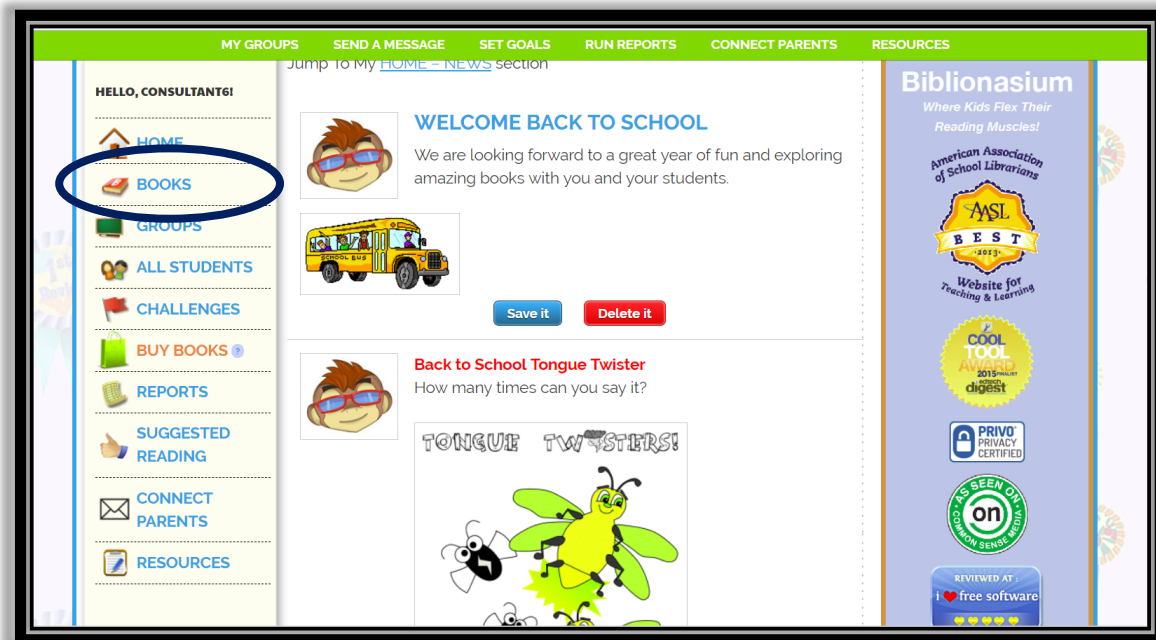 MY GROUPS SEND A MESSAGE SET GOALS RUN REPORTS CONNECT PARENTS RESOURCES
HELLO, CONSULTANT6!
HOME
BOOKS
GROUPS
ALL STUDENTS
CHALLENGES
BUY BOOKS ?
REPORTS
SUGGESTED
READING
CONNECT
PARENTS
RESOURCES
Jump To My HOME – NEWS section
WELCOME BACK TO SCHOOL
We are looking forward to a great year of fun and exploring
amazing books with you and your students.
SCHOOL BUS
Save it Delete it
Back to School Tongue Twister
How many times can you say it?
TONGUE TWISTERS!
Biblionasium
Where Kids Flex Their
Reading Muscles!
American Association
of School Librarians
AASL
BEST
·2013·
Website for
Teaching & Learning
COOL
TOOL
AWARD
2015 FINALIST
edtech
digest
PRIVO
PRIVACY
CERTIFIED
AS SEEN ON
on
COMMON SENSE MEDIA
REVIEWED AT :
i free software
1st